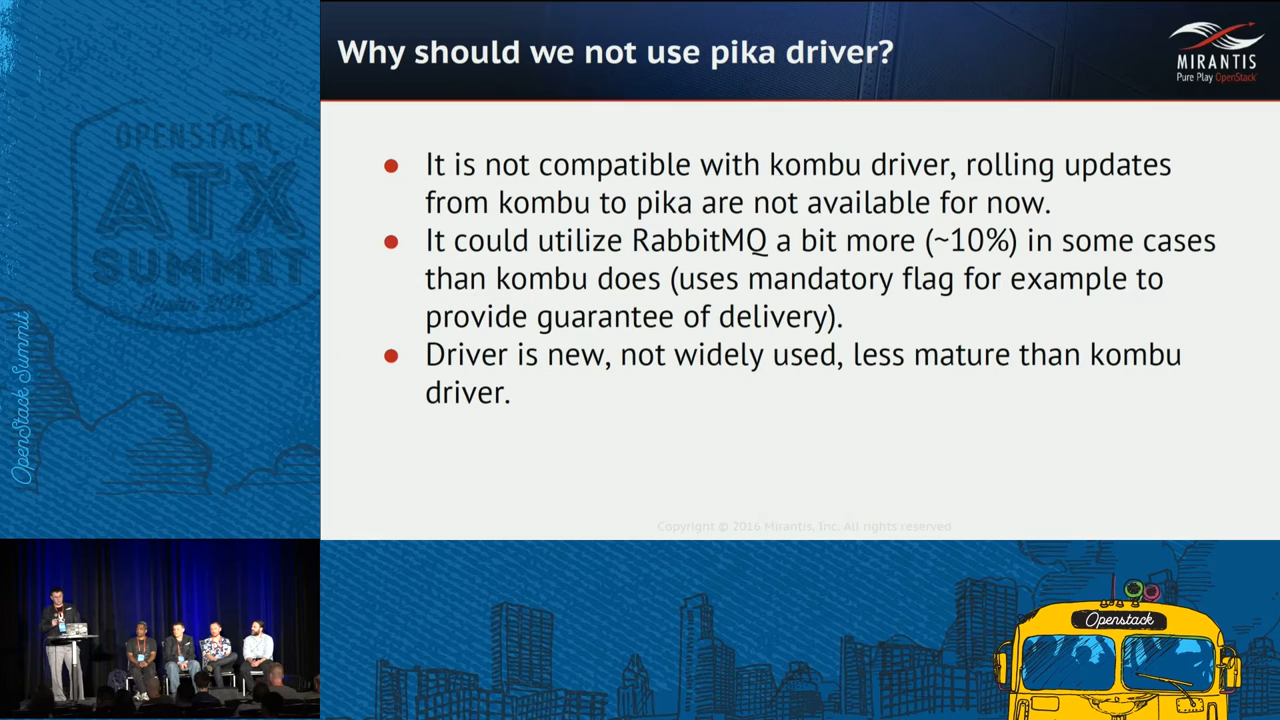 Why should we not use pika driver?
MIRANTIS
Pure Play OpenStack
● It is not compatible with kombu driver, rolling updates
from kombu to pika are not available for now.
● It could utilize RabbitMQ a bit more (~10%) in some cases
than kombu does (uses mandatory flag for example to
provide guarantee of delivery).
● Driver is new, not widely used, less mature than kombu
driver.
Copyright © 2016 Mirantis, Inc. All rights reserved
OPENSTACK
ATX
SUMMIT
OpenStack Summit
Openstack